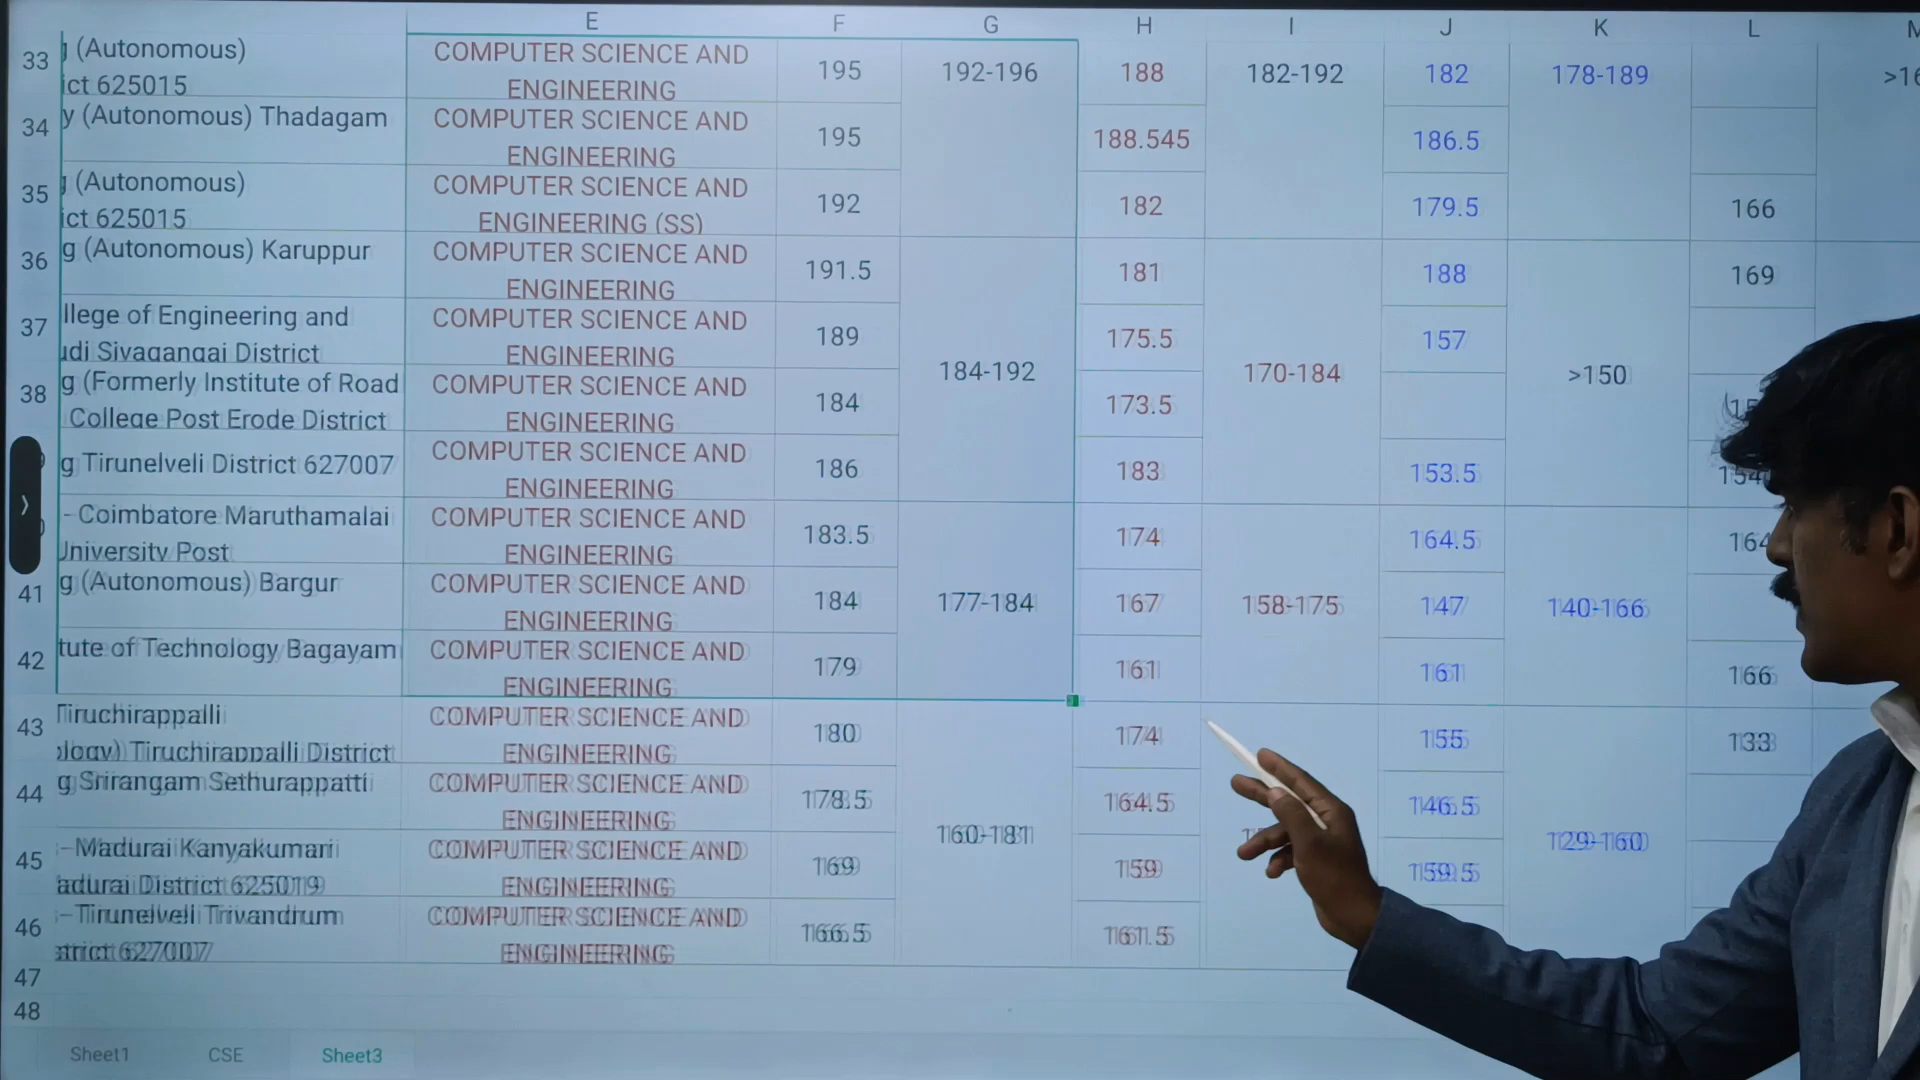 E F G H I J K L
33 (Autonomous) COMPUTER SCIENCE AND 195 192-196 188 182-192 182 178-189
ict 625015 ENGINEERING
34 y (Autonomous) Thadagam COMPUTER SCIENCE AND 195 188.545 186.5
ENGINEERING
35 (Autonomous) COMPUTER SCIENCE AND 192 182 179.5 166
ict 625015 ENGINEERING (SS)
36 g (Autonomous) Karuppur COMPUTER SCIENCE AND 191.5 181 188 169
ENGINEERING
37 llege of Engineering and COMPUTER SCIENCE AND 189 175.5 157
udi Sivagangai District ENGINEERING
184-192 170-184 >150
38 g (Formerly Institute of Road COMPUTER SCIENCE AND 184 173.5
College Post Erode District ENGINEERING
g Tirunelveli District 627007 COMPUTER SCIENCE AND 186 183 153.5 154
ENGINEERING
- Coimbatore Maruthamalai COMPUTER SCIENCE AND 183.5 174 164.5 164
University Post ENGINEERING
41 g (Autonomous) Bargur COMPUTER SCIENCE AND 184 177-184 167 158-175 147 140-166
ENGINEERING
42 tute of Technology Bagayam COMPUTER SCIENCE AND 179 161 161 166
ENGINEERING
43 Tiruchirappalli COMPUTER SCIENCE AND 180 174 155 133
logy) Tiruchirappalli District ENGINEERING
44 g Srirangam Sethurappatti COMPUTER SCIENCE AND 178.5 164.5 146.5
ENGINEERING
160-181 129-160
45 - Madurai Kanyakumari COMPUTER SCIENCE AND 169 159 159.5
adurai District 625019 ENGINEERING
46 - Tirunelveli Trivandrum COMPUTER SCIENCE AND 166.5 161.5
strict 627007 ENGINEERING
47
48
Sheet1 CSE Sheet3